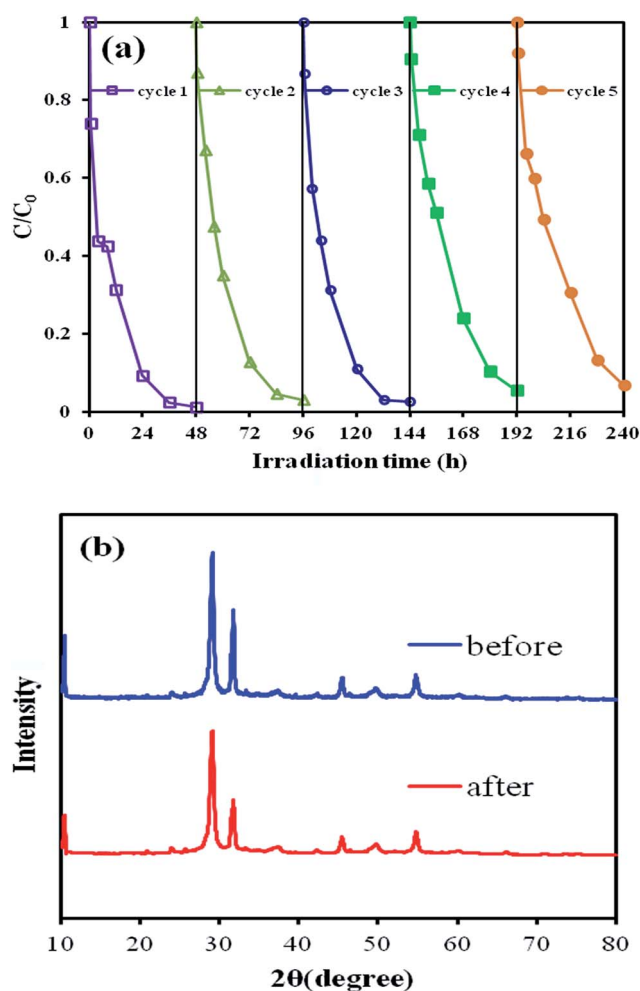 (a)
1
0.8
0.6
0.4
0.2
0
C/C0
cycle 1 cycle 2 cycle 3 cycle 4 cycle 5
0 24 48 72 96 120 144 168 192 216 240
Irradiation time (h)
(b)
before
after
Intensity
10 20 30 40 50 60 70 80
2θ(degree)